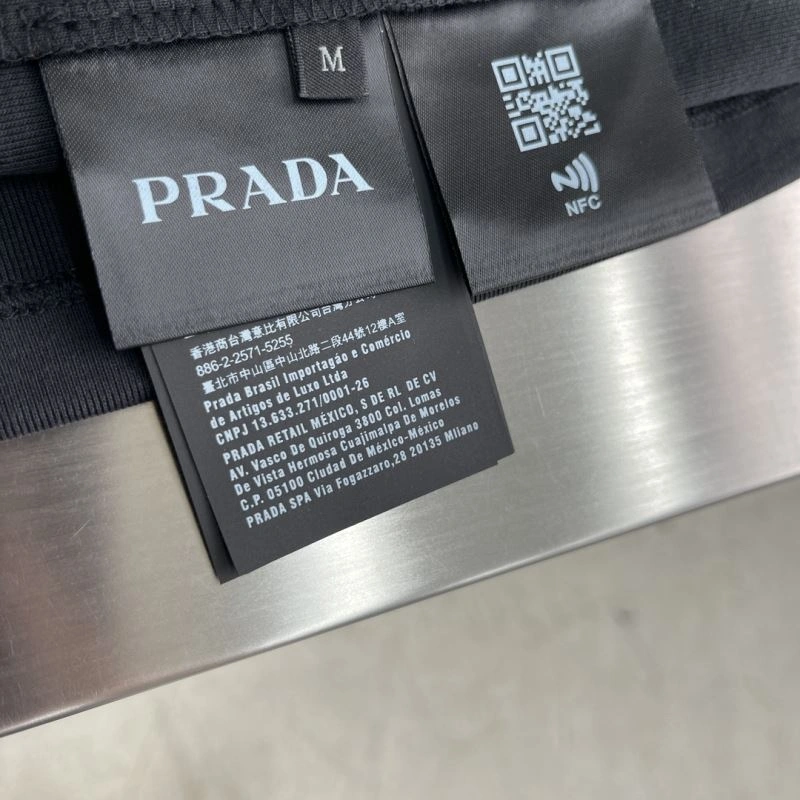 M
PRADA
NFC
香港商台灣意比有限公司台灣分公司
886-2-2571-5255
臺北市中山區中山北路二段44號12樓A室
Prada Brasil Importagáo e Comércio
de Artigos de Luxo Ltda
CNPJ 13.633.271/0001-26
PRADA RETAIL MÉXICO, S DE RL DE CV
AV. Vasco De Quiroga 3800 Col. Lomas
De Vista Hermosa Cuajimalpa De Morelos
C.P. 05100 Ciudad De México-México
PRADA SPA Via Fogazzaro,28 20135 Milano